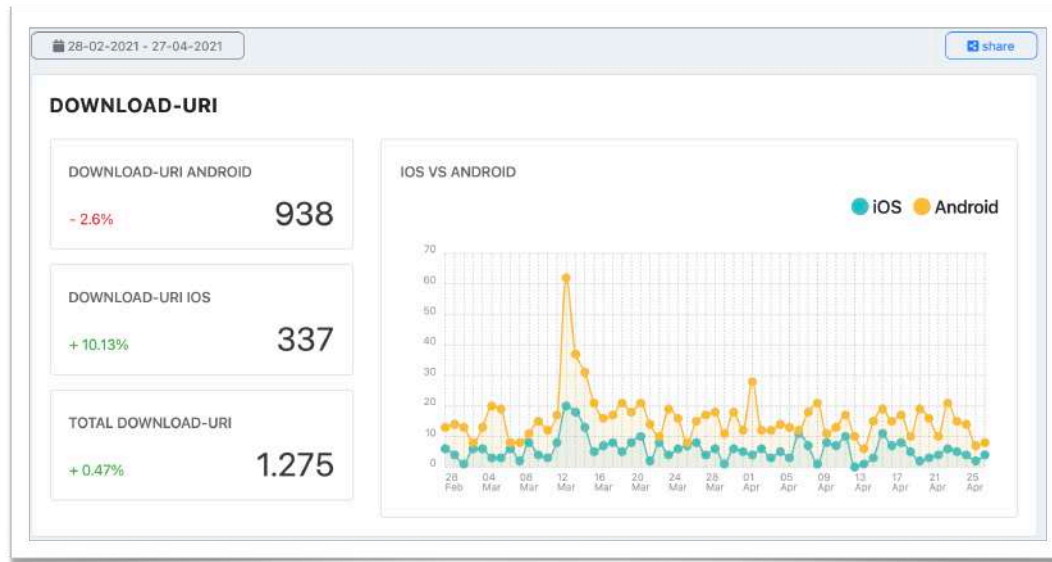 28-02-2021 - 27-04-2021
share
DOWNLOAD-URI
DOWNLOAD-URI ANDROID
- 2.6%
938
DOWNLOAD-URI IOS
+ 10.13%
337
TOTAL DOWNLOAD-URI
+ 0.47%
1.275
IOS VS ANDROID
iOS Android
70
60
50
40
30
20
10
0
28 04 08 12 16 20 24 28 01 05 09 13 17 21 25
Feb Mar Mar Mar Mar Mar Mar Mar Apr Apr Apr Apr Apr Apr Apr